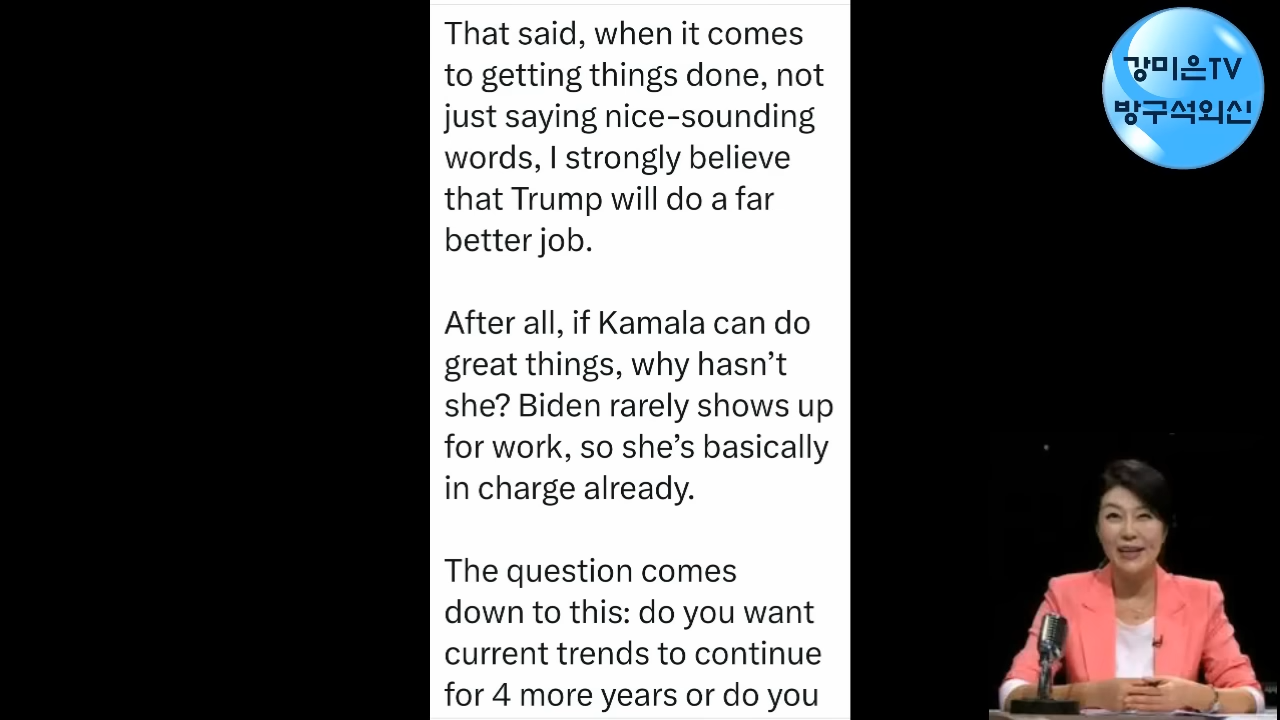 That said, when it comes
to getting things done, not
just saying nice-sounding
words, I strongly believe
that Trump will do a far
better job.
After all, if Kamala can do
great things, why hasn’t
she? Biden rarely shows up
for work, so she’s basically
in charge already.
The question comes
down to this: do you want
current trends to continue
for 4 more years or do you
강미은TV
방구석외신